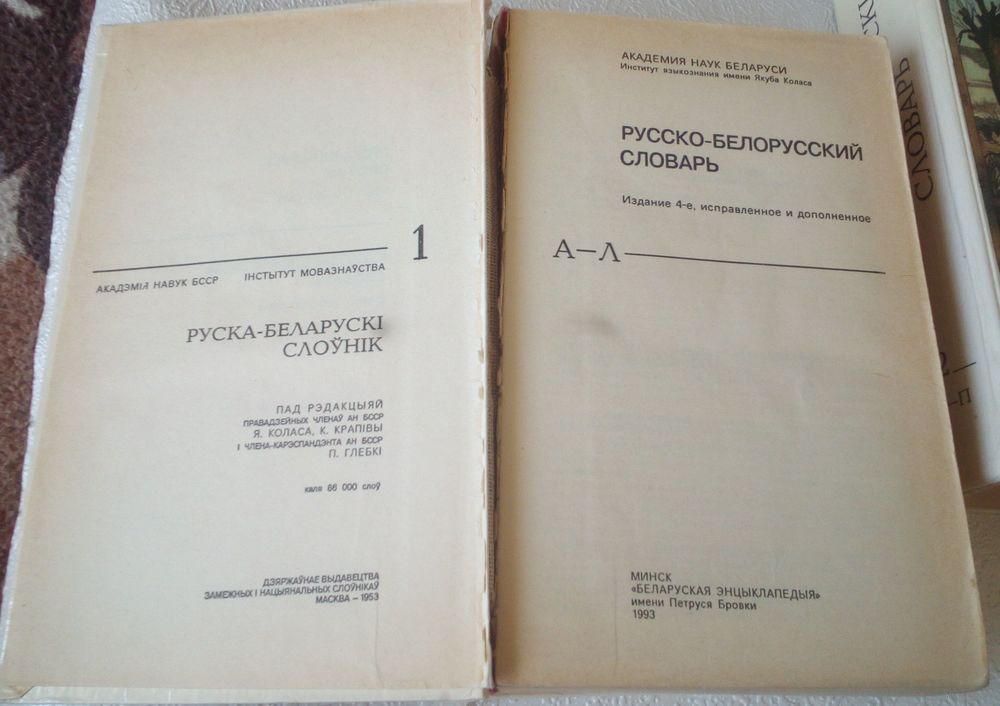 1
АКАДЭМІЯ НАВУК БССР ІНСТЫТУТ МОВАЗНАЎСТВА
РУСКА-БЕЛАРУСКІ
СЛОЎНІК
ПАД РЭДАКЦЫЯЙ
ПРАВАДЗЕЙНЫХ ЧЛЕНАЎ АН БССР
Я. КОЛАСА, К. КРАПІВЫ
І ЧЛЕНА-КАРЭСПАНДЭНТА АН БССР
П. ГЛЕБКІ
каля 86 000 слоў
ДЗЯРЖАЎНАЕ ВЫДАВЕЦТВА
ЗАМЕЖНЫХ І НАЦЫЯНАЛЬНЫХ СЛОЎНІКАЎ
МАСКВА – 1953
АКАДЕМИЯ НАУК БЕЛАРУСИ
Институт языкознания имени Якуба Коласа
РУССКО-БЕЛОРУССКИЙ
СЛОВАРЬ
Издание 4-е, исправленное и дополненное
А—Л
МИНСК
«БЕЛАРУСКАЯ ЭНЦЫКЛАПЕДЫЯ»
имени Петруся Бровки
1993
СЛОВАРЬ